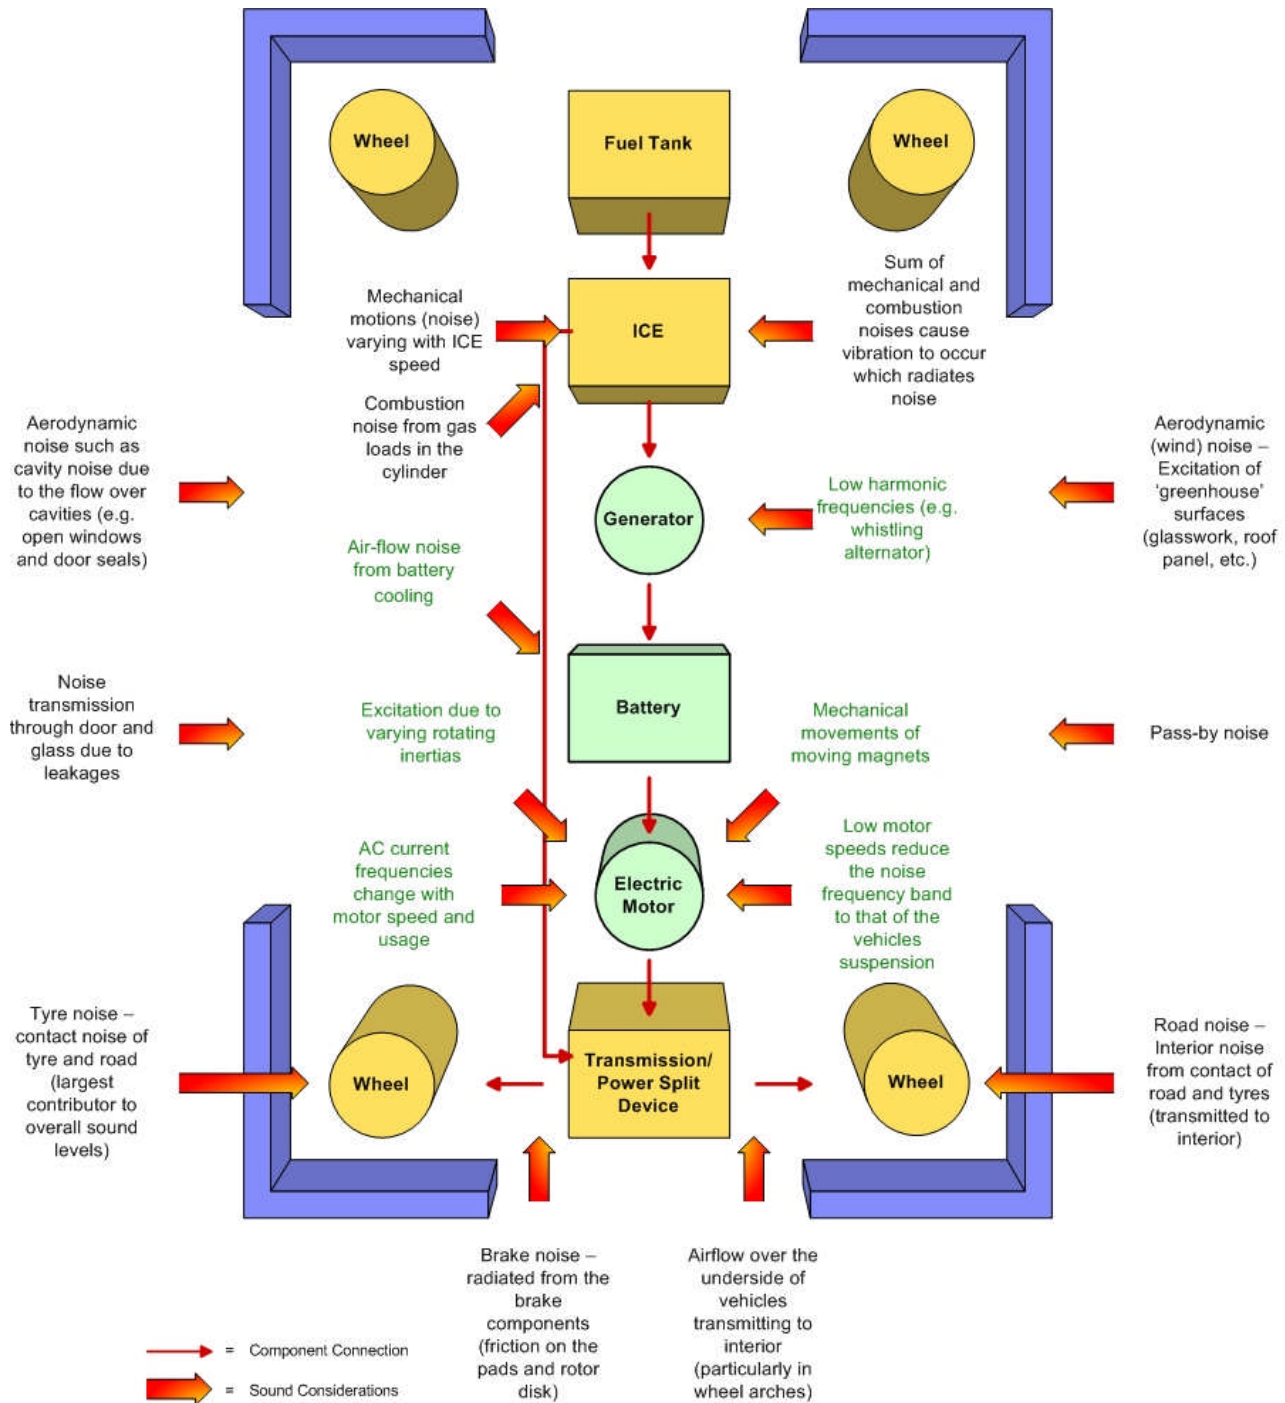 Wheel
Fuel Tank
Wheel
Mechanical
motions (noise)
varying with ICE
speed
ICE
Sum of
mechanical and
combustion
noises cause
vibration to occur
which radiates
noise
Combustion
noise from gas
loads in the
cylinder
Aerodynamic
noise such as
cavity noise due
to the flow over
cavities (e.g.
open windows
and door seals)
Generator
Low harmonic
frequencies (e.g.
whistling
alternator)
Aerodynamic
(wind) noise –
Excitation of
‘greenhouse’
surfaces
(glasswork, roof
panel, etc.)
Air-flow noise
from battery
cooling
Noise
transmission
through door and
glass due to
leakages
Excitation due to
varying rotating
inertias
Battery
Mechanical
movements of
moving magnets
Pass-by noise
AC current
frequencies
change with
motor speed and
usage
Electric
Motor
Low motor
speeds reduce
the noise
frequency band
to that of the
vehicles
suspension
Tyre noise –
contact noise of
tyre and road
(largest
contributor to
overall sound
levels)
Wheel
Transmission/
Power Split
Device
Wheel
Road noise –
Interior noise
from contact of
road and tyres
(transmitted to
interior)
Brake noise –
radiated from the
brake
components
(friction on the
pads and rotor
disk)
Airflow over the
underside of
vehicles
transmitting to
interior
(particularly in
wheel arches)
= Component Connection
= Sound Considerations